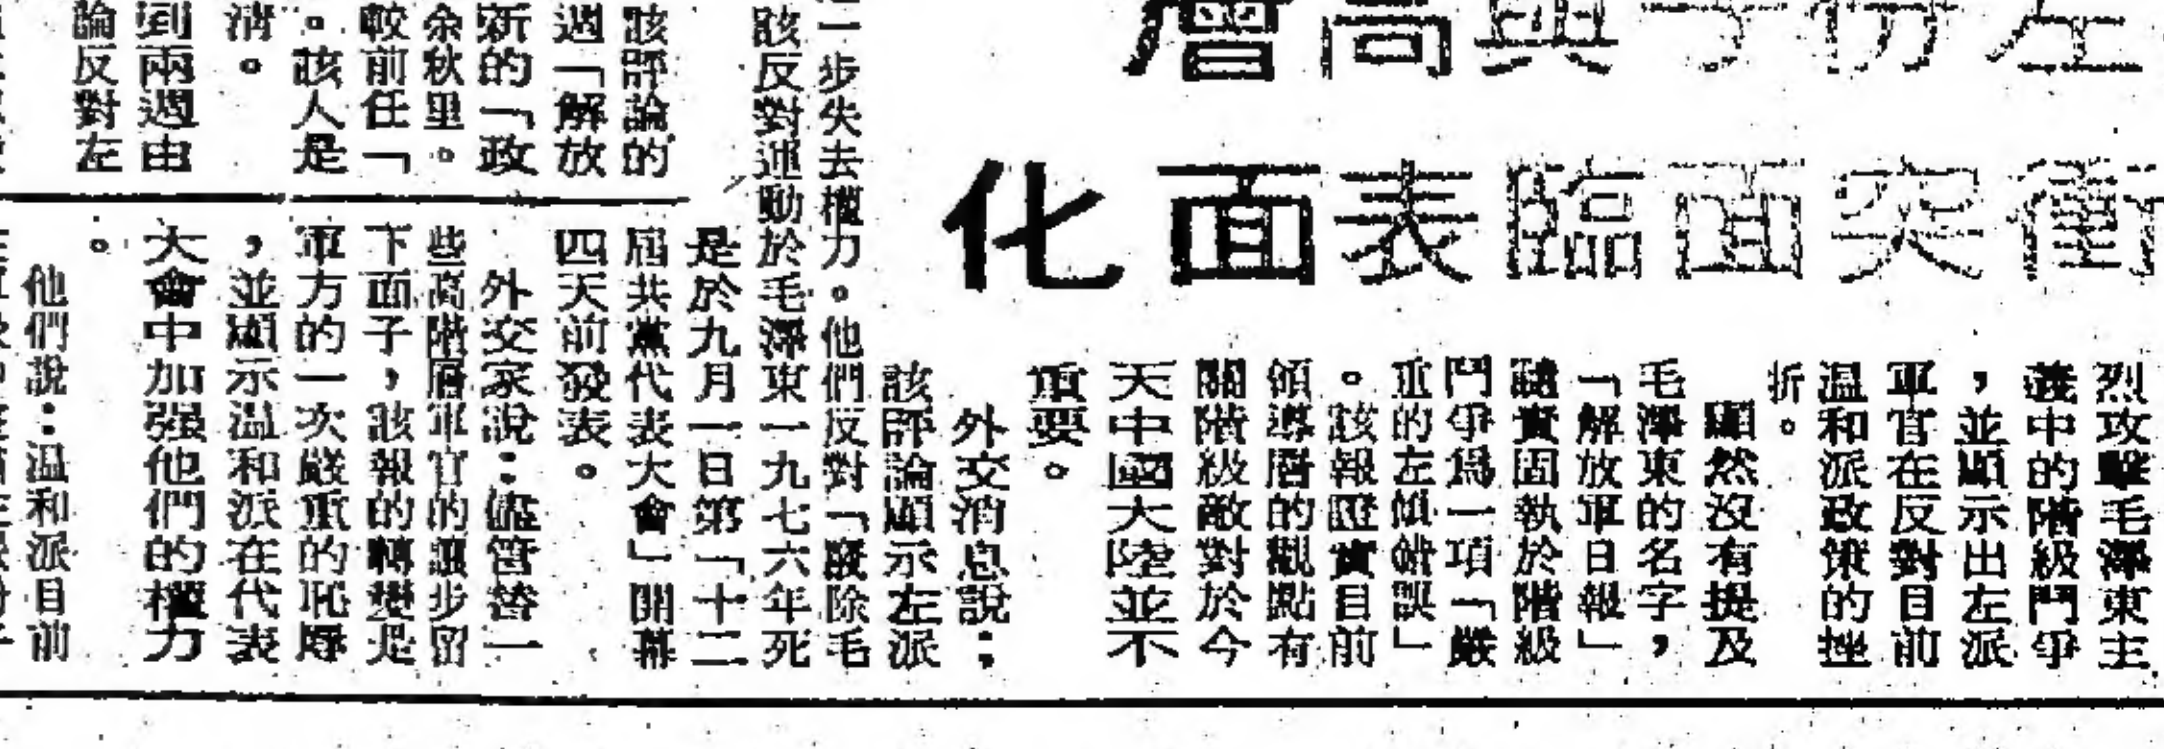 左份子與高層
衝突面臨表面化
烈攻擊毛澤東主
義中的階級鬥爭
，並顯示出左派
軍官在反對目前
温和派政策的挫
折。
顯然沒有提及
毛澤東的名字，
「解放軍日報」
譴責固執於階級
鬥爭爲一項「嚴
重的左傾錯誤」
。該報證實目前
領導層的觀點有
關階級敵對於今
天中國大陸並不
重要。
外交消息說：
該評論顯示左派
一步失去權力。他們反對「廢除毛
該反對運動於毛澤東一九七六年死
該評論的
週「解放
新的「政
余秋里。
較前任「
。該人是
清。
到兩週由
論反對左
是於九月一日第「十二
屆共黨代表大會」開幕
四天前發表。
外交家說：儘管替一
些高階層軍官的讓步留
下面子，該報的轉變是
軍方的一次嚴重的恥辱
，並顯示温和派在代表
大會中加强他們的權力
。
他們說：温和派目前